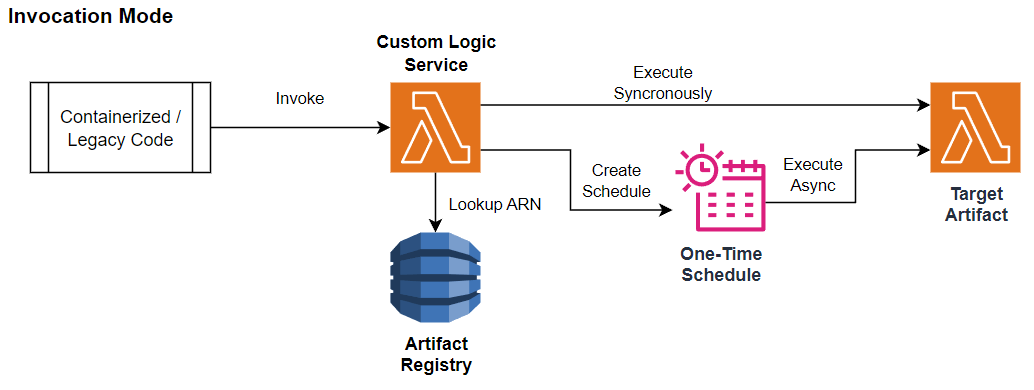 Invocation Mode
Custom Logic
Service
Containerized /
Legacy Code
Invoke
Execute
Syncronously
Lookup ARN
Create
Schedule
Execute
Async
One-Time
Schedule
Target
Artifact
Artifact
Registry